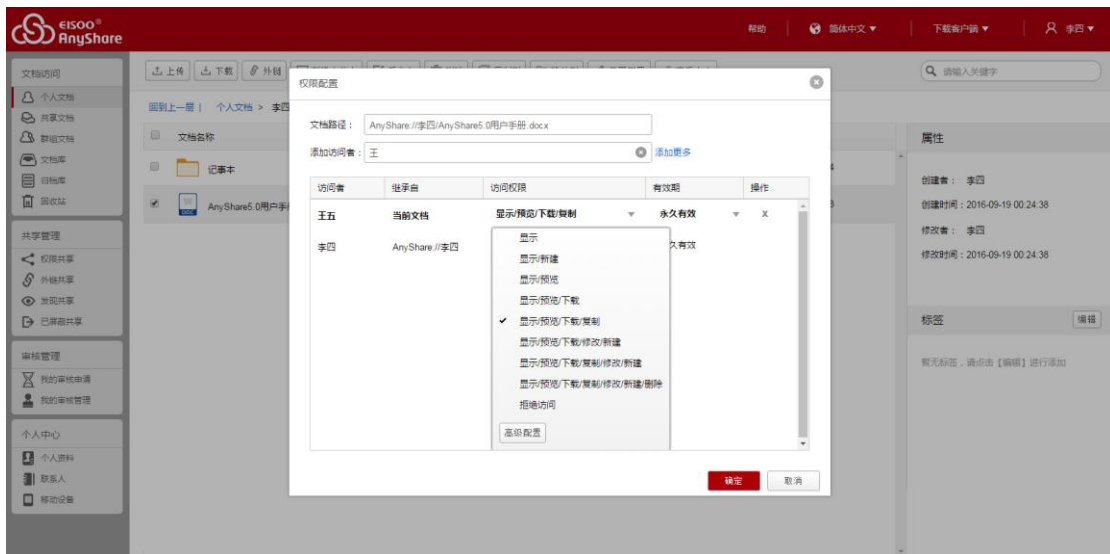 EISOO®
AnyShare
帮助
简体中文
下载客户端
李四
文档访问
个人文档
共享文档
群组文档
文档库
归档库
回收站
共享管理
权限共享
外链共享
发现共享
已屏蔽共享
审核管理
我的审核申请
我的审核管理
个人中心
个人资料
联系人
移动设备
上传 下载 外链
请输入关键字
回到上一层 | 个人文档 > 李四
文档名称
记事本
AnyShare5.0用户手册
权限配置
文档路径： AnyShare://李四/AnyShare5.0用户手册.docx
添加访问者： 王 添加更多
访问者 继承自 访问权限 有效期 操作
王五 当前文档 显示/预览/下载/复制 永久有效 X
李四 AnyShare://李四 久有效
显示
显示/新建
显示/预览
显示/预览/下载
显示/预览/下载/复制
显示/预览/下载/修改/新建
显示/预览/下载/复制/修改/新建
显示/预览/下载/复制/修改/新建/删除
拒绝访问
高级配置
确定 取消
属性
创建者： 李四
创建时间：2016-09-19 00:24:38
修改者： 李四
修改时间：2016-09-19 00:24:38
标签 编辑
暂无标签，请点击【编辑】进行添加